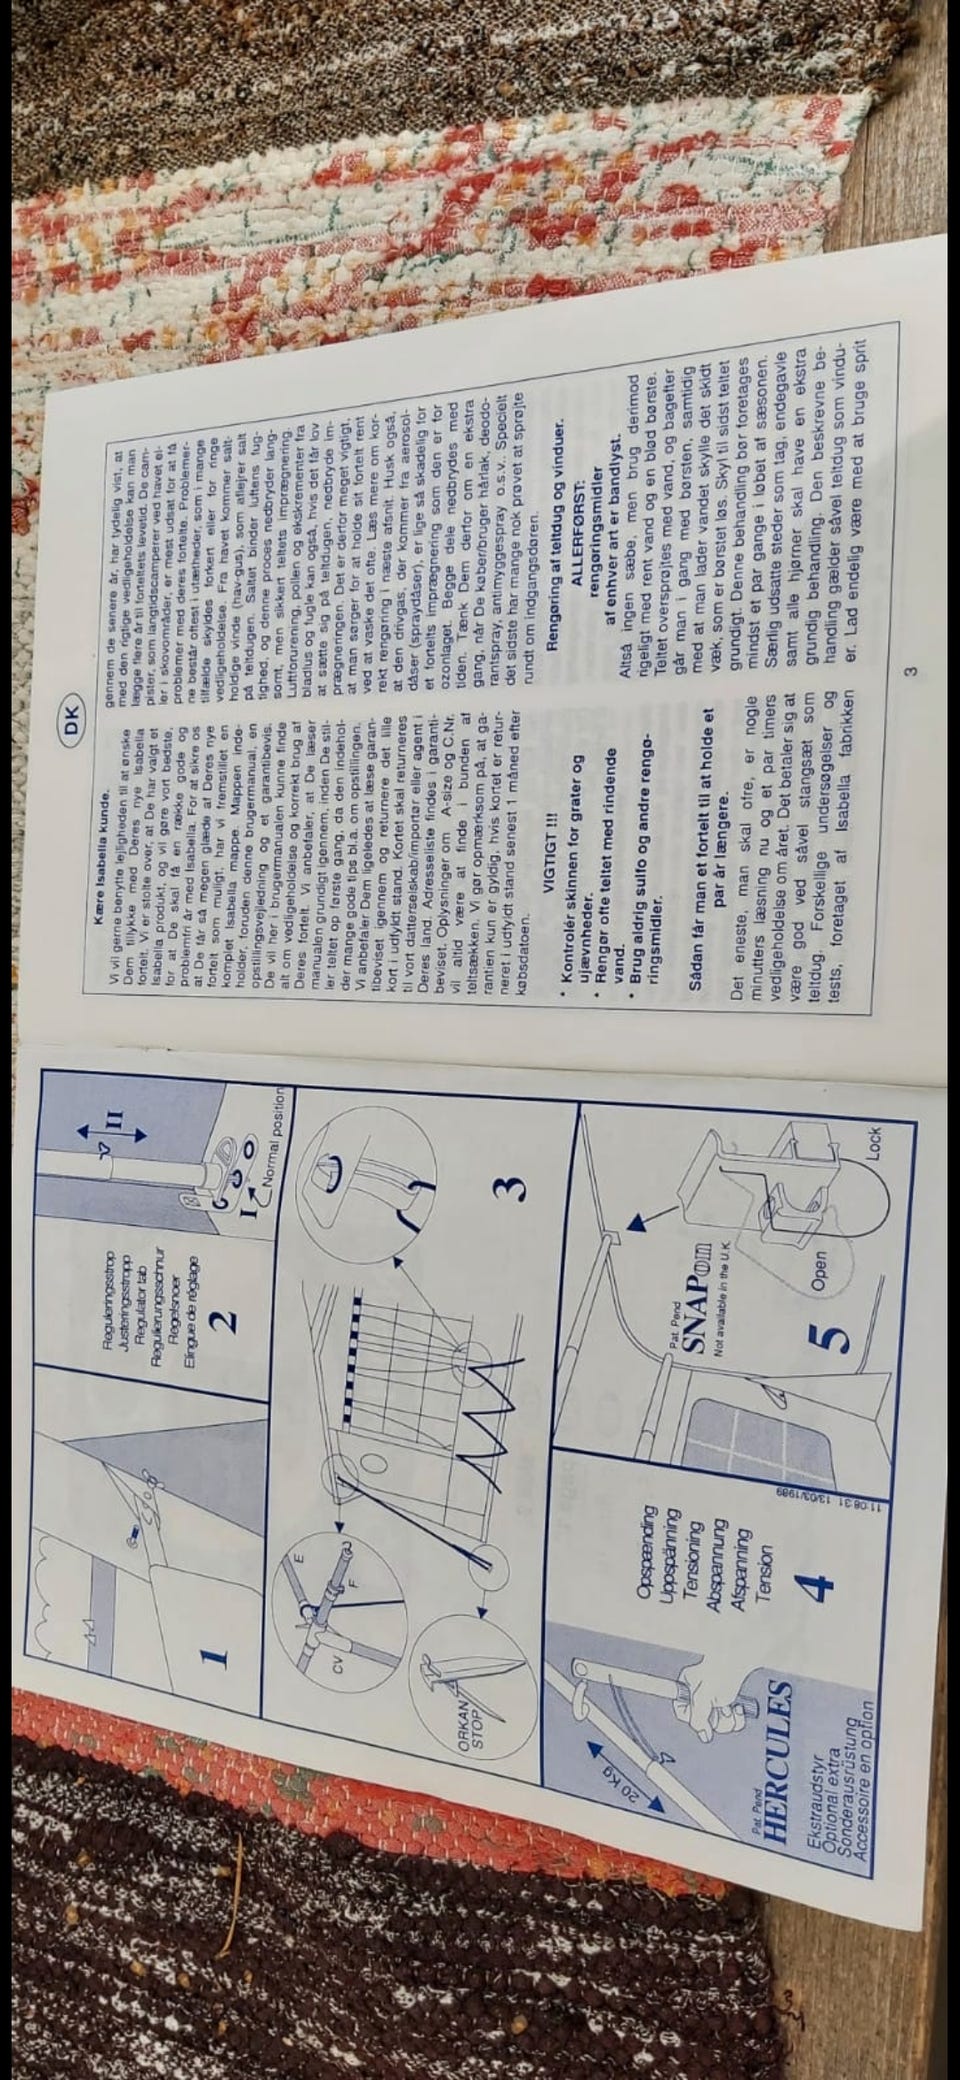 Reguleringsstrop
Justeringsstropp
Regulator tab
Regulierungsschnur
Regelsnoer
Elingue de réglage
1
2
I
II
Normal position
E
F
CV
ORKAN
STOP
3
20 Kg
Pat. Pend
HERCULES
Ekstraudstyr
Optional extra
Sonderausrüstung
Accessoire en option
Opspænding
Uppspänning
Tensioning
Abspannung
Afspanning
Tension
4
11:08:31 13/03/1989
Pat. Pend
SNAPon
Not available in the U.K.
5
Open
Lock
DK
Kære Isabella kunde.
Vi vil gerne benytte lejligheden til at ønske
Dem tillykke med Deres nye Isabella
fortelt. Vi er stolte over, at De har valgt et
Isabella produkt, og vil gøre vort bedste,
for at De skal få en række gode og
problemfri år med Isabella. For at sikre os
at De får så megen glæde af Deres nye
fortelt som muligt, har vi fremstillet en
komplet Isabella mappe. Mappen inde-
holder, foruden denne brugermanual, en
opstillingsvejledning og et garantibevis.
De vil her i brugermanualen kunne finde
alt om vedligeholdelse og korrekt brug af
Deres fortelt. Vi anbefaler, at De læser
manualen grundigt igennem, inden De stil-
ler teltet op første gang, da den indehol-
der mange gode tips bl.a. om opstillingen.
Vi anbefaler Dem ligeledes at læse garan-
tibeviset igennem og returnere det lille
kort i udfyldt stand. Kortet skal returneres
til vort datterselskab/importør eller agent i
Deres land. Adresseliste findes i garanti-
beviset. Oplysninger om A-size og C.Nr.
vil altid være at finde i bunden af
teltsækken. Vi gør opmærksom på, at ga-
rantien kun er gyldig, hvis kortet er retur-
neret i udfyldt stand senest 1 måned efter
købsdatoen.
VIGTIGT !!!
* Kontrolér skinnen for grater og
ujævnheder.
* Rengør ofte teltet med rindende
vand.
* Brug aldrig sulfo og andre rengø-
ringsmidler.
Sådan får man et fortelt til at holde et
par år længere.
Det eneste, man skal ofre, er nogle
minutters læsning nu og et par timers
vedligeholdelse om året. Det betaler sig at
være god ved såvel stangsæt som
teltdug. Forskellige undersøgelser og
tests, foretaget af Isabella fabrikken
gennem de senere år, har tydelig vist, at
med den rigtige vedligeholdelse kan man
lægge flere år til forteltets levetid. De cam-
pister, som langtidscamperer ved havet el-
ler i skovområder, er mest udsat for at få
problemer med deres fortelte. Problemer-
ne består oftest i utætheder, som i mange
tilfælde skyldes forkert eller for ringe
vedligeholdelse. Fra havet kommer salt-
holdige vinde (hav-gus), som aflejrer salt
på teltdugen. Saltet binder luftens fug-
tighed, og denne proces nedbryder lang-
somt, men sikkert teltets imprægnering.
Luftforurening, pollen og ekskrementer fra
bladlus og fugle kan også, hvis det får lov
at sætte sig på teltdugen, nedbryde im-
prægneringen. Det er derfor meget vigtigt,
at man sørger for at holde sit fortelt rent
ved at vaske det ofte. Læs mere om kor-
rekt rengøring i næste afsnit. Husk også,
at den drivgas, der kommer fra aerosol-
dåser (spraydåser), er lige så skadelig for
et fortelts imprægnering som den er for
ozonlaget. Begge dele nedbrydes med
tiden. Tænk Dem derfor om en ekstra
gang, når De køber/bruger hårlak, deodo-
rantspray, antimyggespray o.s.v.. Specielt
det sidste har mange nok prøvet at sprøjte
rundt om indgangsdøren.
Rengøring af teltdug og vinduer.
ALLERFØRST:
rengøringsmidler
af enhver art er bandlyst.
Altså ingen sæbe, men brug derimod
rigeligt med rent vand og en blød børste.
Teltet oversprøjtes med vand, og bagefter
går man i gang med børsten, samtidig
med at man lader vandet skylle det skidt
væk, som er børstet løs. Skyl til sidst teltet
grundigt. Denne behandling bør foretages
mindst et par gange i løbet af sæsonen.
Særlig udsatte steder som tag, endegavle
samt alle hjørner skal have en ekstra
grundig behandling. Den beskrevne be-
handling gælder såvel teltdug som vindu-
er. Lad endelig være med at bruge sprit
3